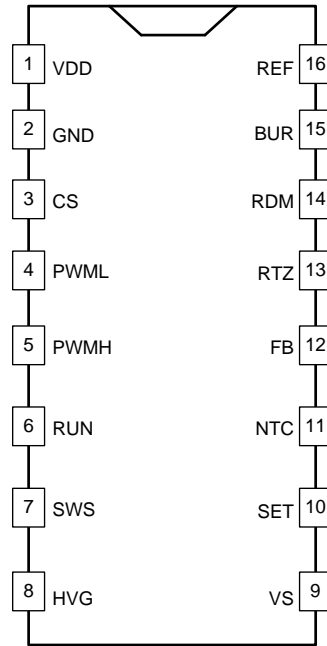 1 VDD
2 GND
3 CS
4 PWML
5 PWMH
6 RUN
7 SWS
8 HVG
REF 16
BUR 15
RDM 14
RTZ 13
FB 12
NTC 11
SET 10
VS 9